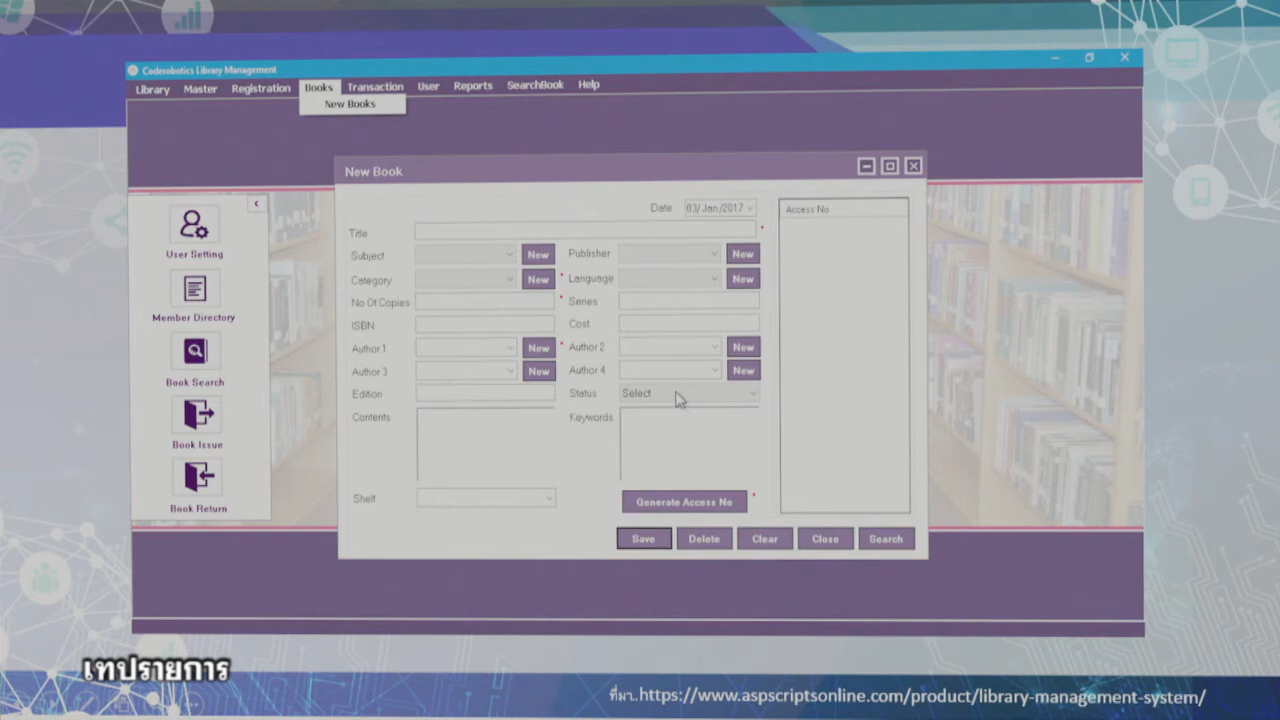 Coderobotics Library Management
Library Master Registration Books Transaction User Reports SearchBook Help
New Books
New Book
Date 03/Jan/2017
Access No
Title *
Subject New Publisher New
Category New * Language New
No Of Copies * Series
ISBN Cost
Author 1 New * Author 2 New
Author 3 New Author 4 New
Edition Status Select
Contents Keywords
Shelf Generate Access No *
Save Delete Clear Close Search
User Setting
Member Directory
Book Search
Book Issue
Book Return
เทปรายการ
ที่มา..https://www.aspscriptsonline.com/product/library-management-system/